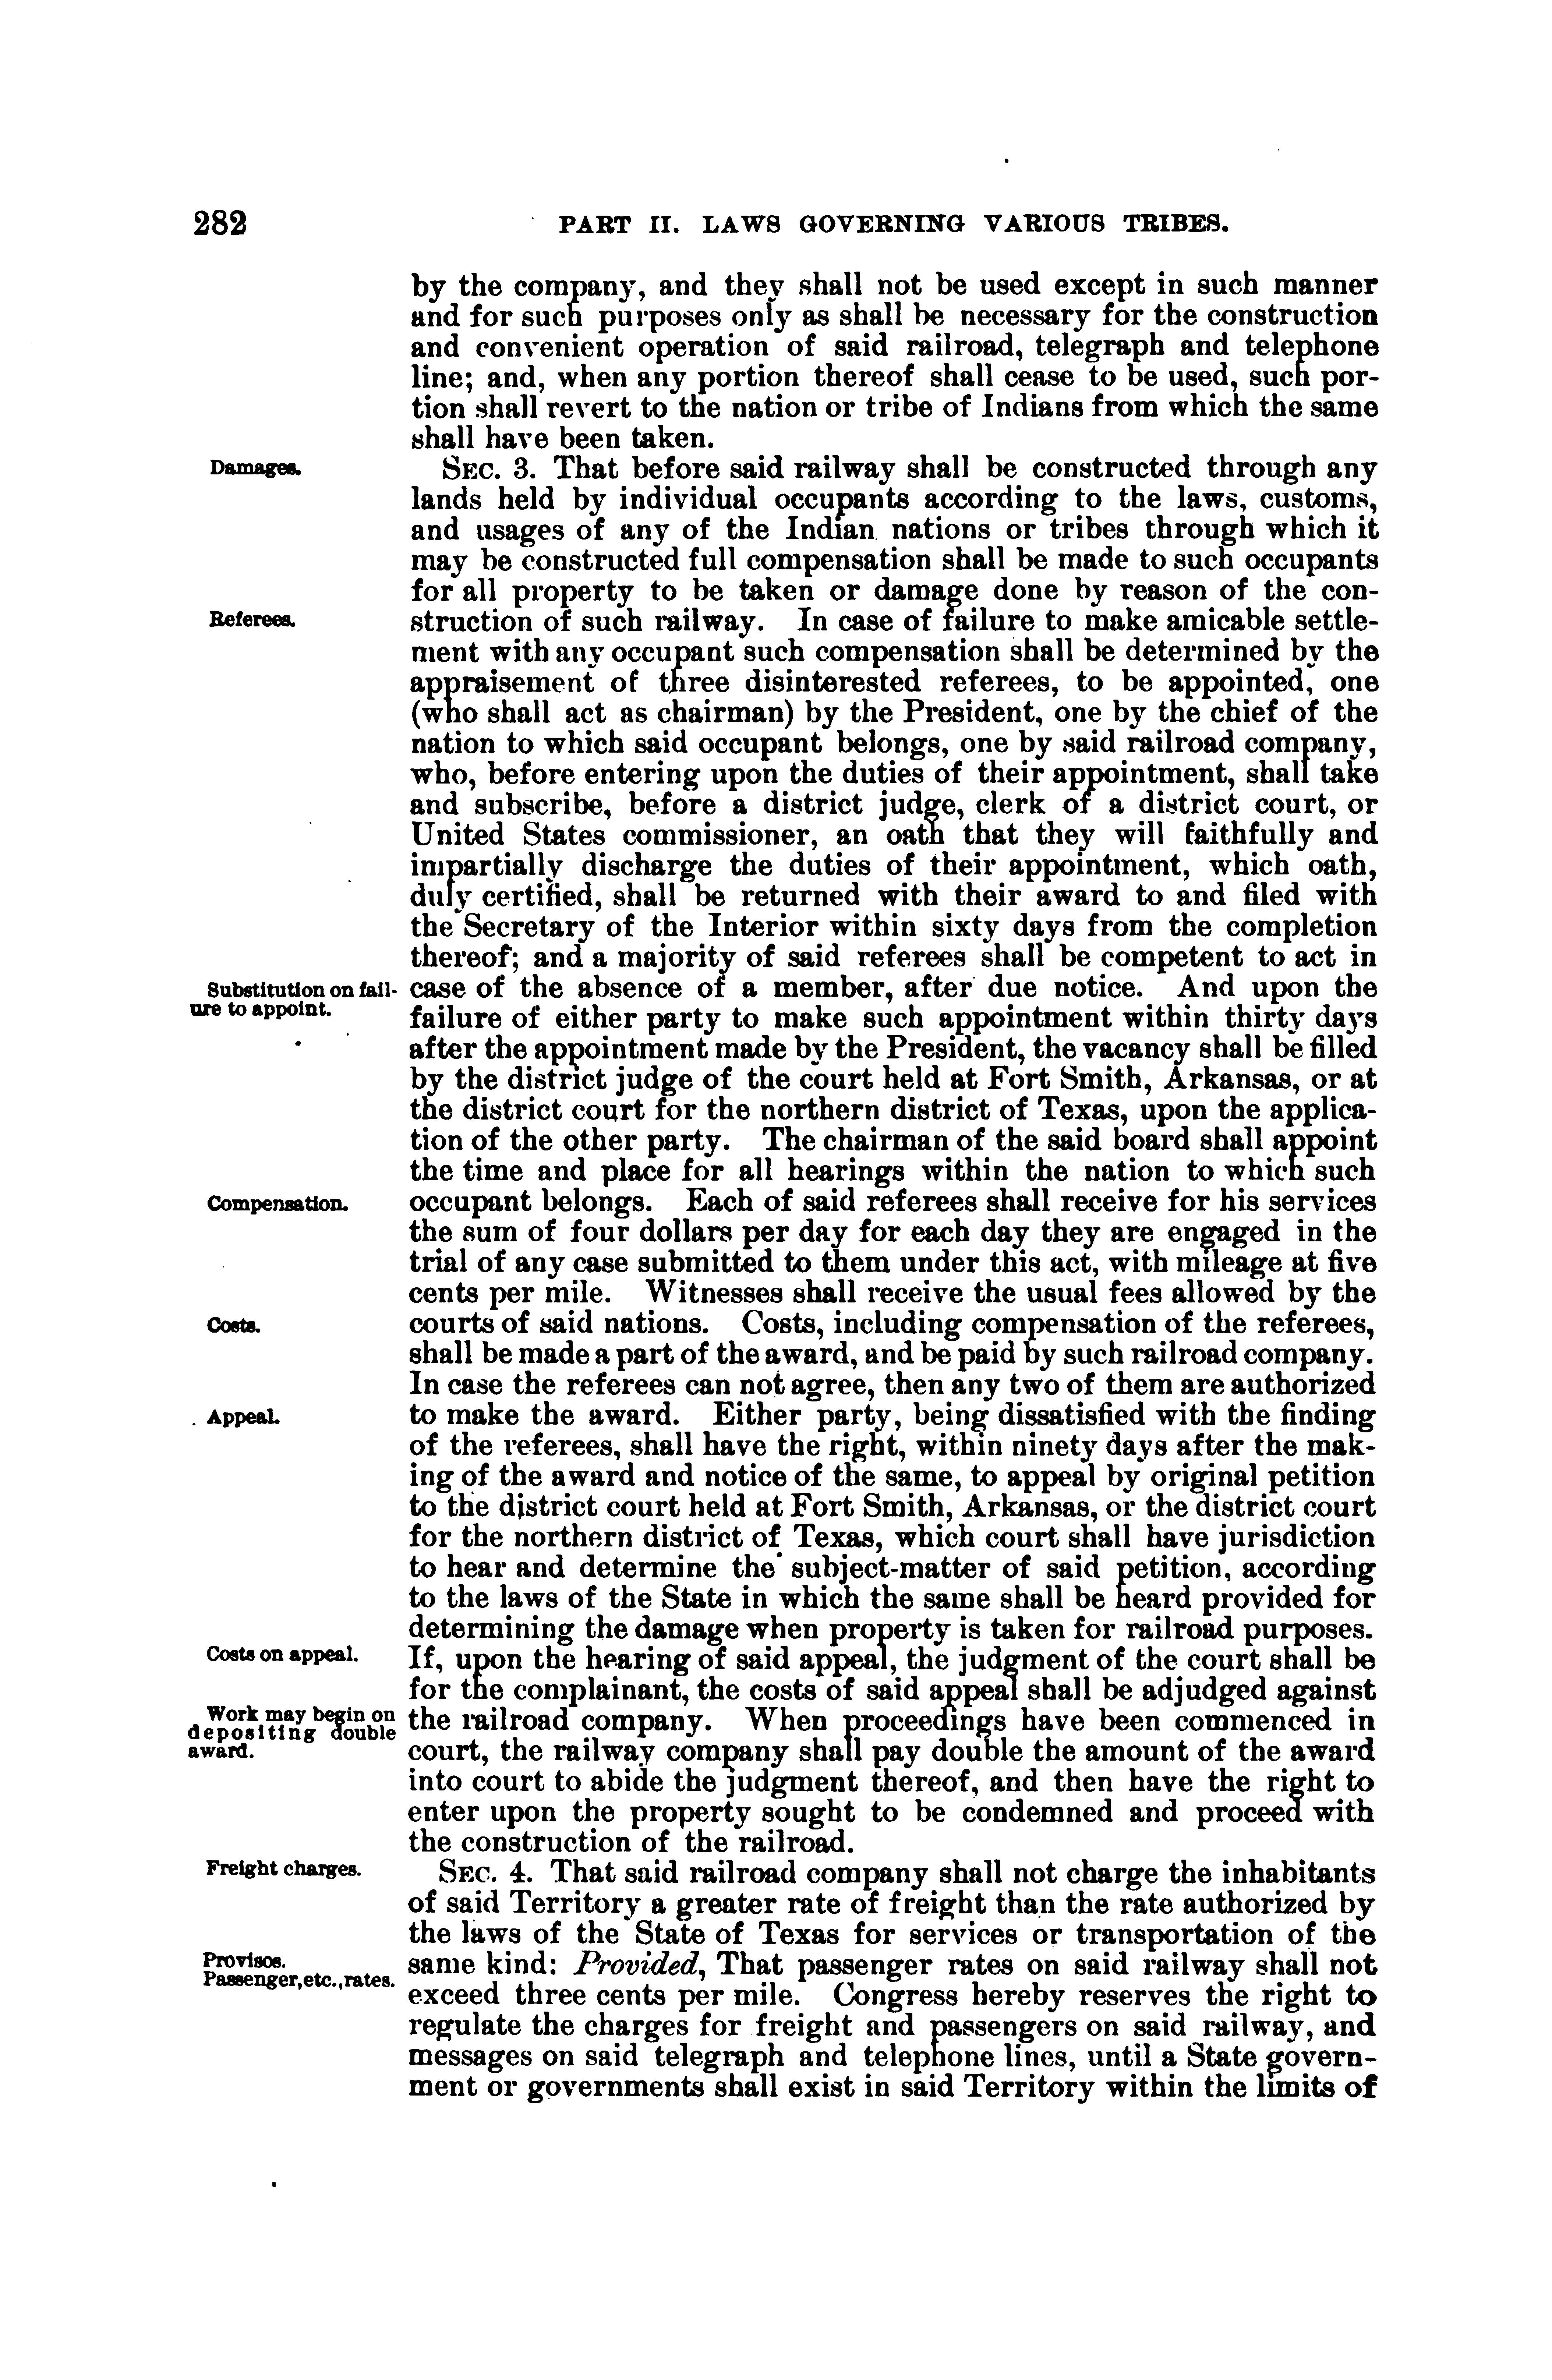 282 PART II. LAWS GOVERNING VARIOUS TRIBES.
by the company, and they shall not be used except in such manner
and for such purposes only as shall be necessary for the construction
and convenient operation of said railroad, telegraph and telephone
line; and, when any portion thereof shall cease to be used, such por-
tion shall revert to the nation or tribe of Indians from which the same
shall have been taken.
Damages.
SEC. 3. That before said railway shall be constructed through any
lands held by individual occupants according to the laws, customs,
and usages of any of the Indian nations or tribes through which it
may be constructed full compensation shall be made to such occupants
for all property to be taken or damage done by reason of the con-
Referees.
struction of such railway. In case of failure to make amicable settle-
ment with any occupant such compensation shall be determined by the
appraisement of three disinterested referees, to be appointed, one
(who shall act as chairman) by the President, one by the chief of the
nation to which said occupant belongs, one by said railroad company,
who, before entering upon the duties of their appointment, shall take
and subscribe, before a district judge, clerk of a district court, or
United States commissioner, an oath that they will faithfully and
impartially discharge the duties of their appointment, which oath,
duly certified, shall be returned with their award to and filed with
the Secretary of the Interior within sixty days from the completion
thereof; and a majority of said referees shall be competent to act in
Substitution on fail-
ure to appoint.
case of the absence of a member, after due notice. And upon the
failure of either party to make such appointment within thirty days
after the appointment made by the President, the vacancy shall be filled
by the district judge of the court held at Fort Smith, Arkansas, or at
the district court for the northern district of Texas, upon the applica-
tion of the other party. The chairman of the said board shall appoint
the time and place for all hearings within the nation to which such
Compensation.
occupant belongs. Each of said referees shall receive for his services
the sum of four dollars per day for each day they are engaged in the
trial of any case submitted to them under this act, with mileage at five
cents per mile. Witnesses shall receive the usual fees allowed by the
Costs.
courts of said nations. Costs, including compensation of the referees,
shall be made a part of the award, and be paid by such railroad company.
In case the referees can not agree, then any two of them are authorized
Appeal.
to make the award. Either party, being dissatisfied with the finding
of the referees, shall have the right, within ninety days after the mak-
ing of the award and notice of the same, to appeal by original petition
to the district court held at Fort Smith, Arkansas, or the district court
for the northern district of Texas, which court shall have jurisdiction
to hear and determine the subject-matter of said petition, according
to the laws of the State in which the same shall be heard provided for
determining the damage when property is taken for railroad purposes.
Costs on appeal.
If, upon the hearing of said appeal, the judgment of the court shall be
for the complainant, the costs of said appeal shall be adjudged against
Work may begin on
depositing double
award.
the railroad company. When proceedings have been commenced in
court, the railway company shall pay double the amount of the award
into court to abide the judgment thereof, and then have the right to
enter upon the property sought to be condemned and proceed with
the construction of the railroad.
Freight charges.
SEC. 4. That said railroad company shall not charge the inhabitants
of said Territory a greater rate of freight than the rate authorized by
the laws of the State of Texas for services or transportation of the
Provisos.
Passenger, etc., rates.
same kind: Provided, That passenger rates on said railway shall not
exceed three cents per mile. Congress hereby reserves the right to
regulate the charges for freight and passengers on said railway, and
messages on said telegraph and telephone lines, until a State govern-
ment or governments shall exist in said Territory within the limits of